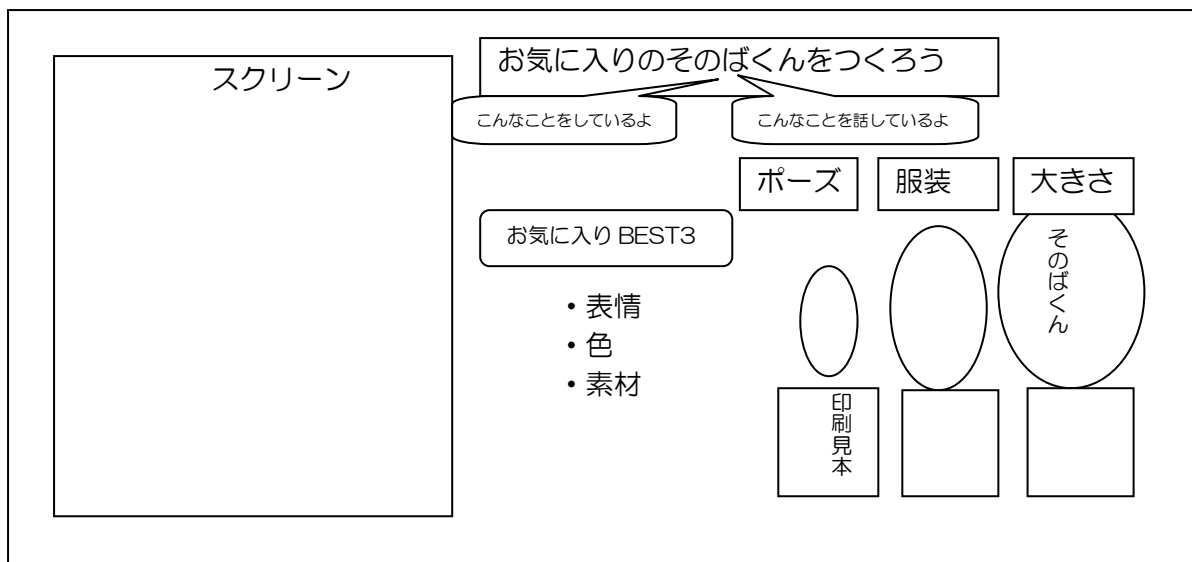 スクリーン
お気に入りのそのばくんをつくろう
こんなことをしているよ
こんなことを話しているよ
ポーズ
服装
大きさ
お気に入り BEST3
・表情
・色
・素材
そのばくん
印刷見本